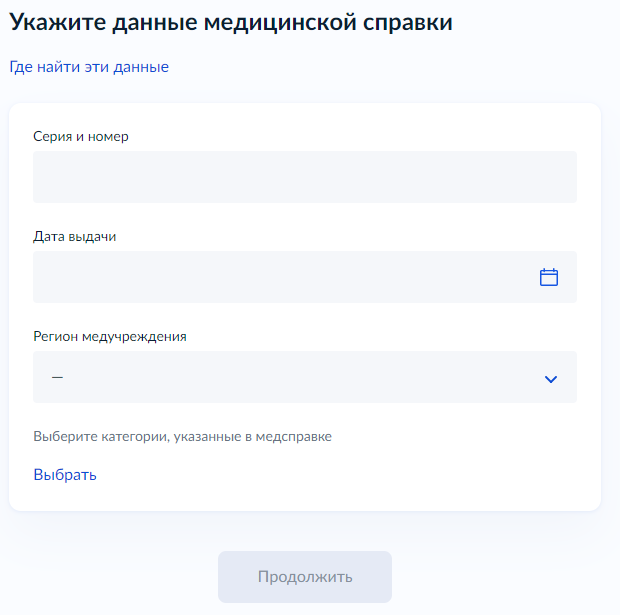 Укажите данные медицинской справки
Где найти эти данные
Серия и номер
Дата выдачи
Регион медучреждения
—
Выберите категории, указанные в медсправке
Выбрать
Продолжить